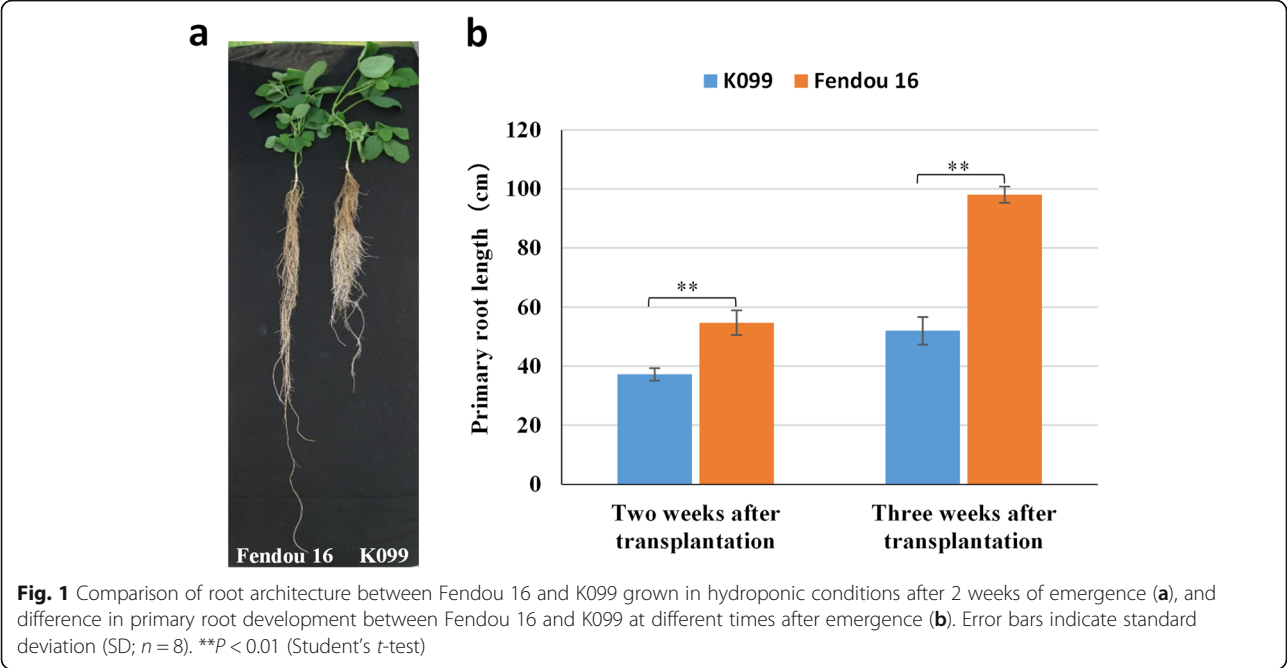 a
b
K099 Fendou 16
Primary root length (cm)
120
100
80
60
40
20
0
**
**
Two weeks after
transplantation
Three weeks after
transplantation
Fendou 16 K099
Fig. 1 Comparison of root architecture between Fendou 16 and K099 grown in hydroponic conditions after 2 weeks of emergence (a), and
difference in primary root development between Fendou 16 and K099 at different times after emergence (b). Error bars indicate standard
deviation (SD; n = 8). **P < 0.01 (Student's t-test)